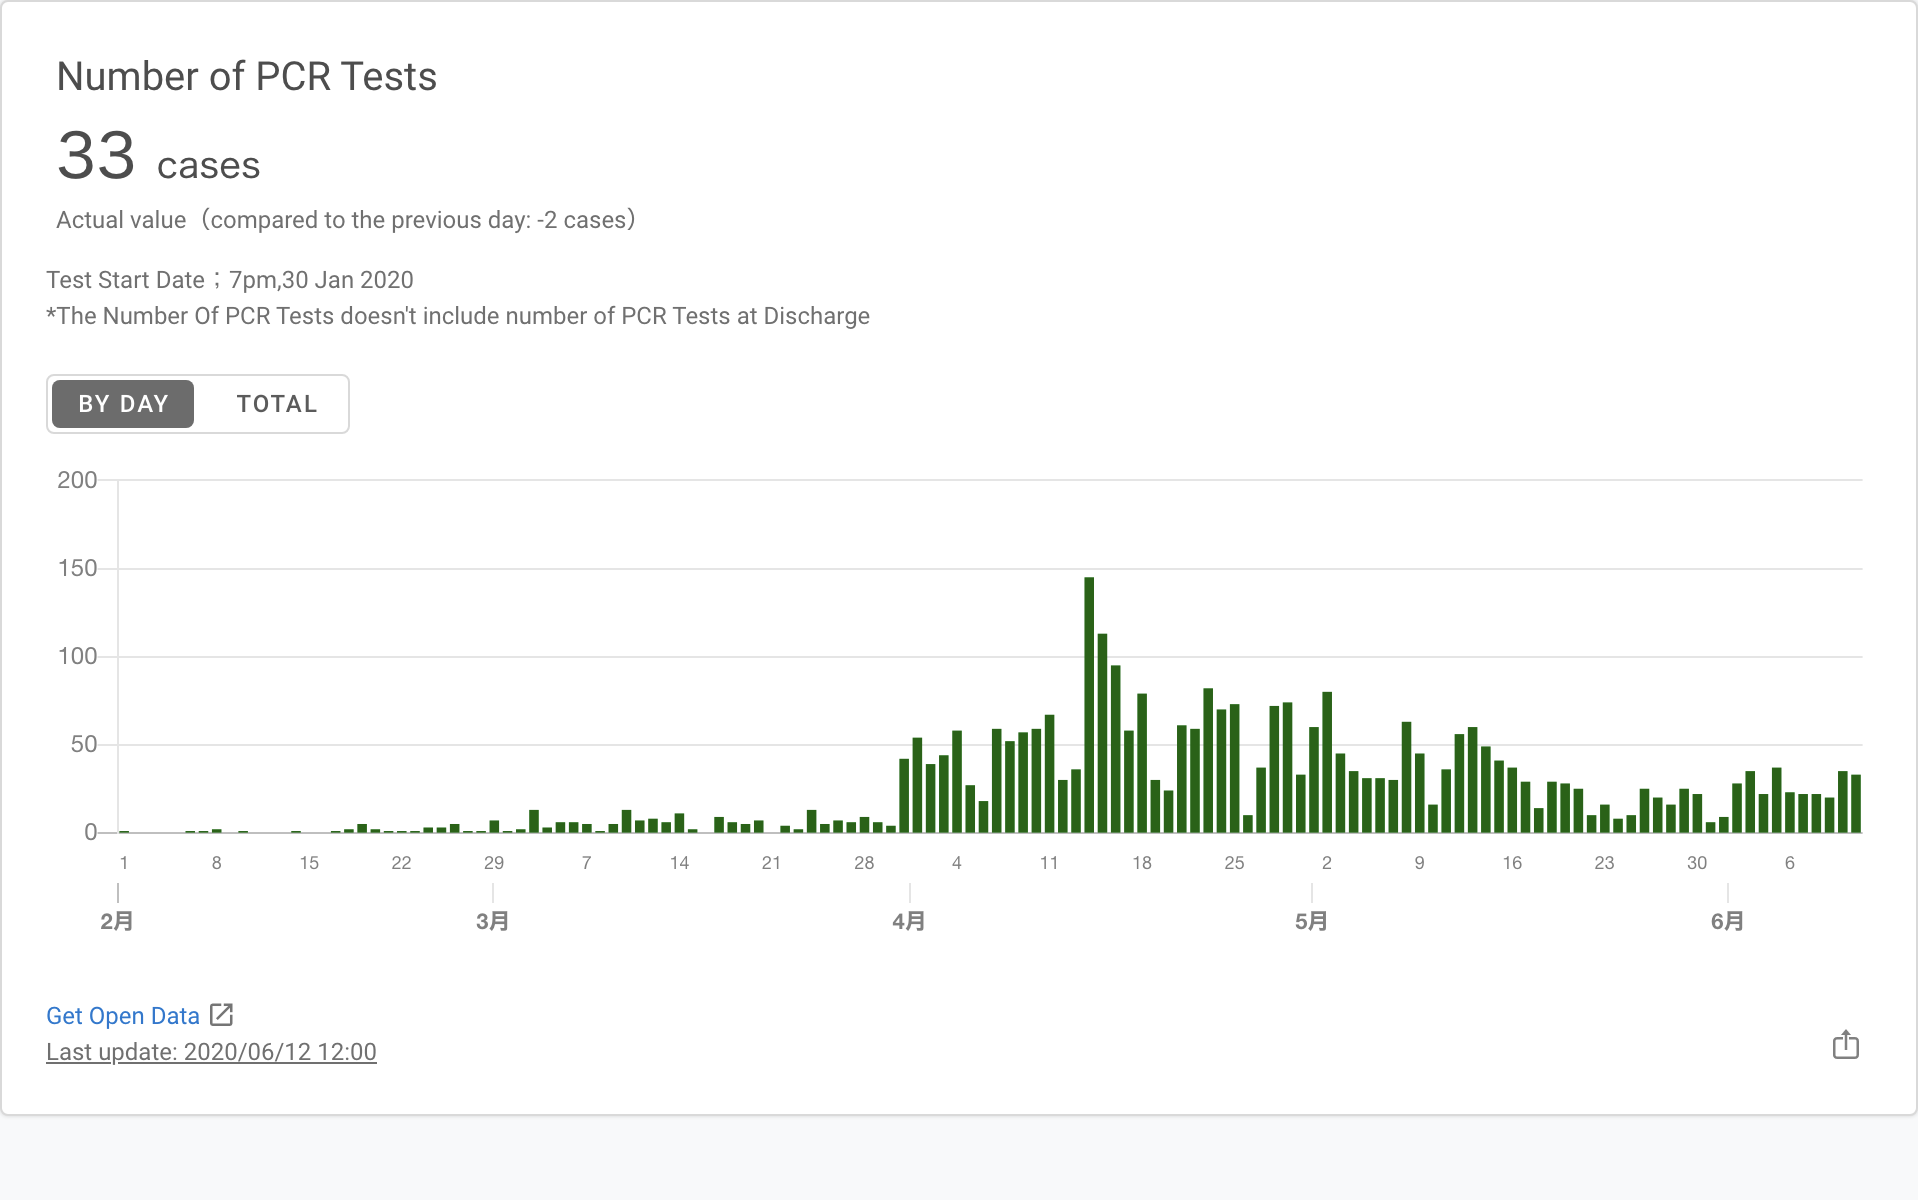 Number of PCR Tests
33 cases
Actual value（compared to the previous day: -2 cases）
Test Start Date；7pm,30 Jan 2020
*The Number Of PCR Tests doesn't include number of PCR Tests at Discharge
BY DAY TOTAL
200
150
100
50
0
1 8 15 22 29 7 14 21 28 4 11 18 25 2 9 16 23 30 6
2月 3月 4月 5月 6月
Get Open Data
Last update: 2020/06/12 12:00